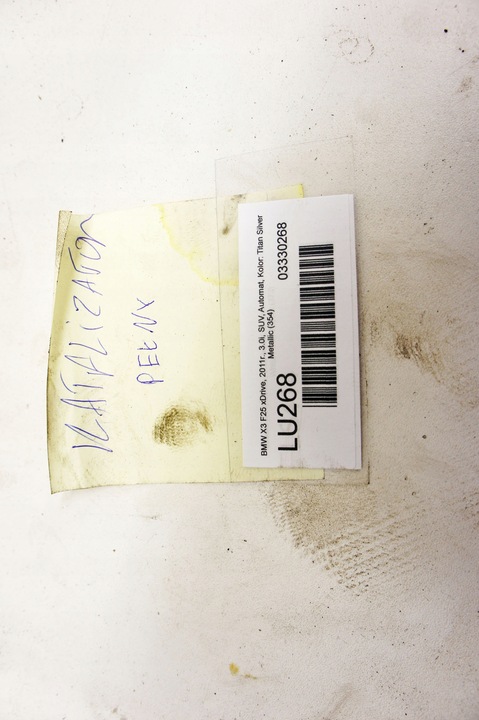 KATALIZATOR
PEŁNY
BMW X3 F25 xDrive, 2011r., 3.0i, SUV, Automat, Kolor: Titan Silver
Metallic (354)
LU268
03330268